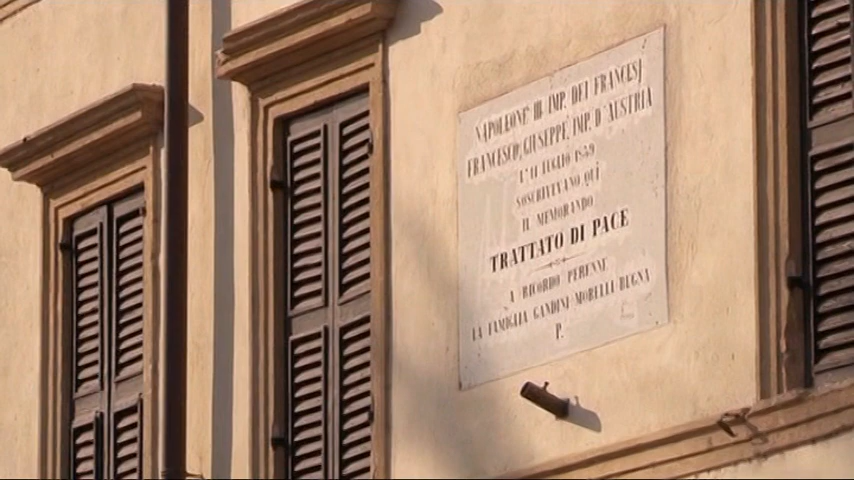 NAPOLEONE III IMP. DEI FRANCESI
FRANCESCO GIUSEPPE IMP. D'AUSTRIA
L'11 LUGLIO 1859
SOSCRIVEVANO QUÌ
IL MEMORANDO
TRATTATO DI PACE
A RICORDO PERENNE
LA FAMIGLIA GANDINI MORELLI-BUGNA
P.